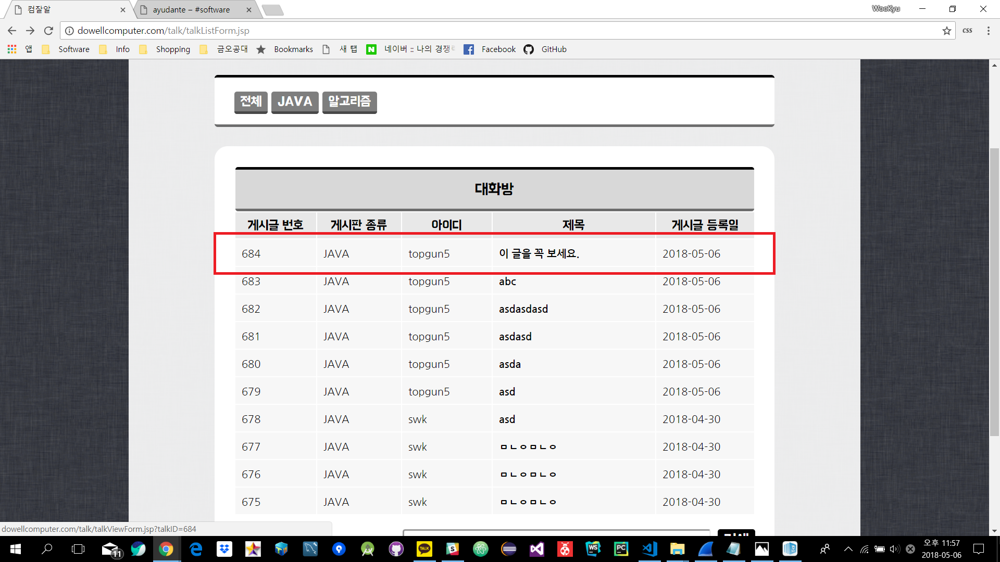 컴잘알
ayudante – #software
WooKyu
dowellcomputer.com/talk/talkListForm.jsp
css
앱 Software Info Shopping 금오공대 Bookmarks 새 탭 N 네이버 :: 나의 경쟁 Facebook GitHub
전체 JAVA 알고리즘
대화방
게시글 번호 게시판 종류 아이디 제목 게시글 등록일
684 JAVA topgun5 이 글을 꼭 보세요. 2018-05-06
683 JAVA topgun5 abc 2018-05-06
682 JAVA topgun5 asdasdasd 2018-05-06
681 JAVA topgun5 asdasd 2018-05-06
680 JAVA topgun5 asda 2018-05-06
679 JAVA topgun5 asd 2018-05-06
678 JAVA swk asd 2018-04-30
677 JAVA swk ㅁㄴㅇㅁㄴㅇ 2018-04-30
676 JAVA swk ㅁㄴㅇㅁㄴㅇ 2018-04-30
675 JAVA swk ㅁㄴㅇㅁㄴㅇ 2018-04-30
dowellcomputer.com/talk/talkViewForm.jsp?talkID=684
11 TALK S WS PC
오후 11:57
2018-05-06